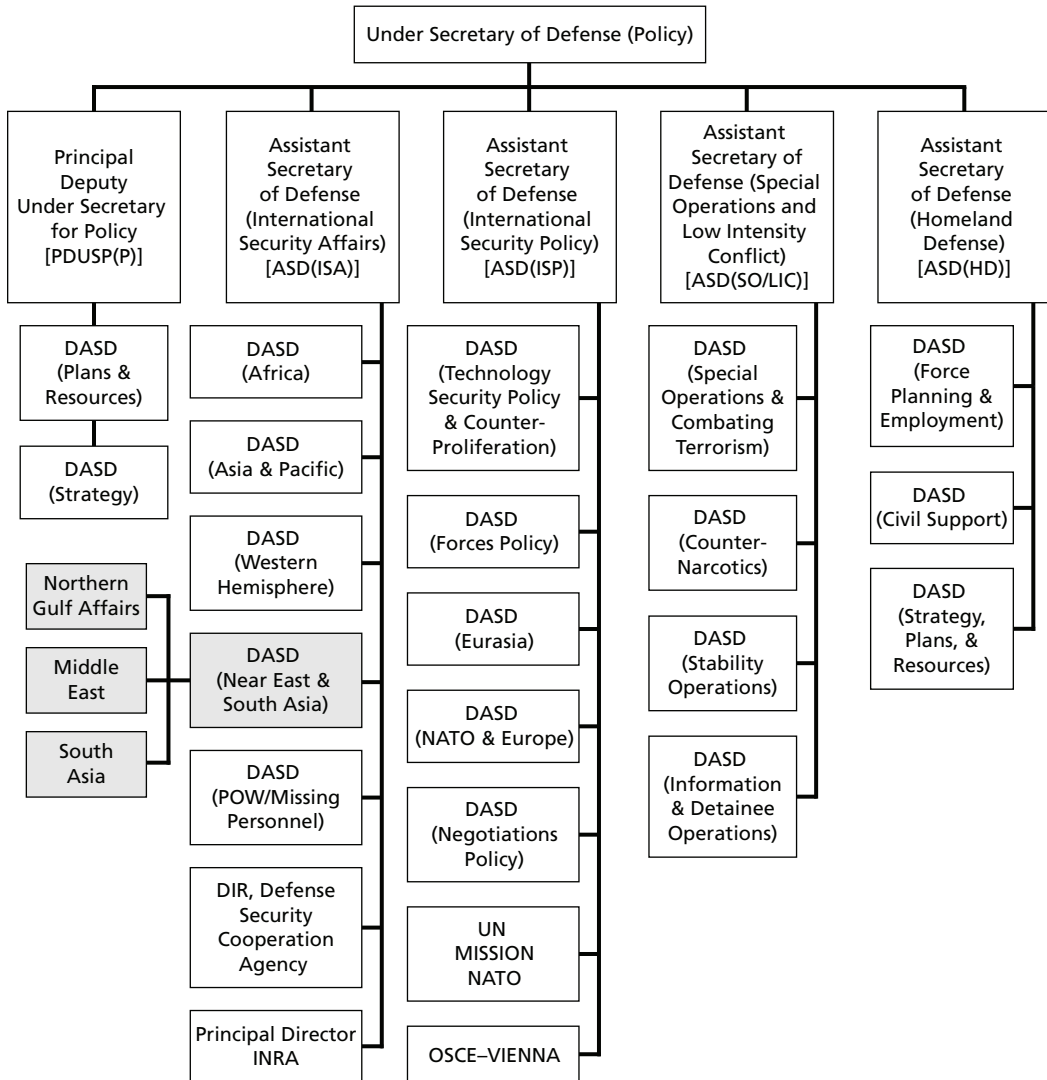 Under Secretary of Defense (Policy)
Principal
Deputy
Under Secretary
for Policy
[PDUSP(P)]
DASD
(Plans &
Resources)
DASD
(Strategy)
Assistant
Secretary
of Defense
(International
Security Affairs)
[ASD(ISA)]
DASD
(Africa)
DASD
(Asia & Pacific)
DASD
(Western
Hemisphere)
DASD
(Near East &
South Asia)
Northern
Gulf Affairs
Middle
East
South
Asia
DASD
(POW/Missing
Personnel)
DIR, Defense
Security
Cooperation
Agency
Principal Director
INRA
Assistant
Secretary
of Defense
(International
Security Policy)
[ASD(ISP)]
DASD
(Technology
Security Policy
& Counter-
Proliferation)
DASD
(Forces Policy)
DASD
(Eurasia)
DASD
(NATO & Europe)
DASD
(Negotiations
Policy)
UN
MISSION
NATO
OSCE–VIENNA
Assistant
Secretary of
Defense (Special
Operations and
Low Intensity
Conflict)
[ASD(SO/LIC)]
DASD
(Special
Operations &
Combating
Terrorism)
DASD
(Counter-
Narcotics)
DASD
(Stability
Operations)
DASD
(Information
& Detainee
Operations)
Assistant
Secretary
of Defense
(Homeland
Defense)
[ASD(HD)]
DASD
(Force
Planning &
Employment)
DASD
(Civil Support)
DASD
(Strategy,
Plans, &
Resources)